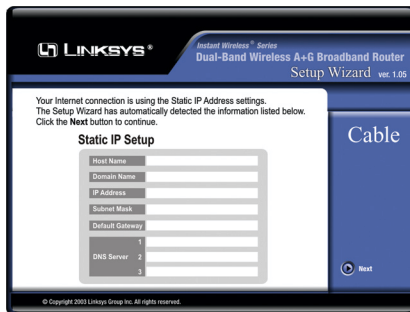 LINKSYS®
Instant Wireless® Series
Dual-Band Wireless A+G Broadband Router
Setup Wizard ver. 1.05
Your Internet connection is using the Static IP Address settings.
The Setup Wizard has automatically detected the information listed below.
Click the Next button to continue.
Cable
Static IP Setup
Host Name
Domain Name
IP Address
Subnet Mask
Default Gateway
1
DNS Server 2
3
Next
© Copyright 2003 Linksys Group Inc. All rights reserved.